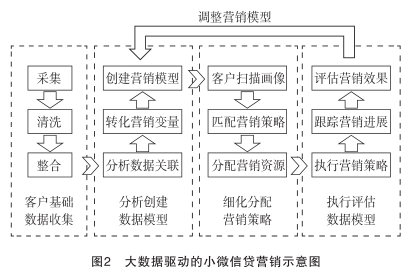 调整营销模型
采集
清洗
整合
客户基础
数据收集
创建营销模型
转化营销变量
分析数据关联
分析创建
数据模型
客户扫描画像
匹配营销策略
分配营销资源
细化分配
营销策略
评估营销效果
跟踪营销进展
执行营销策略
执行评估
数据模型
图2 大数据驱动的小微信贷营销示意图